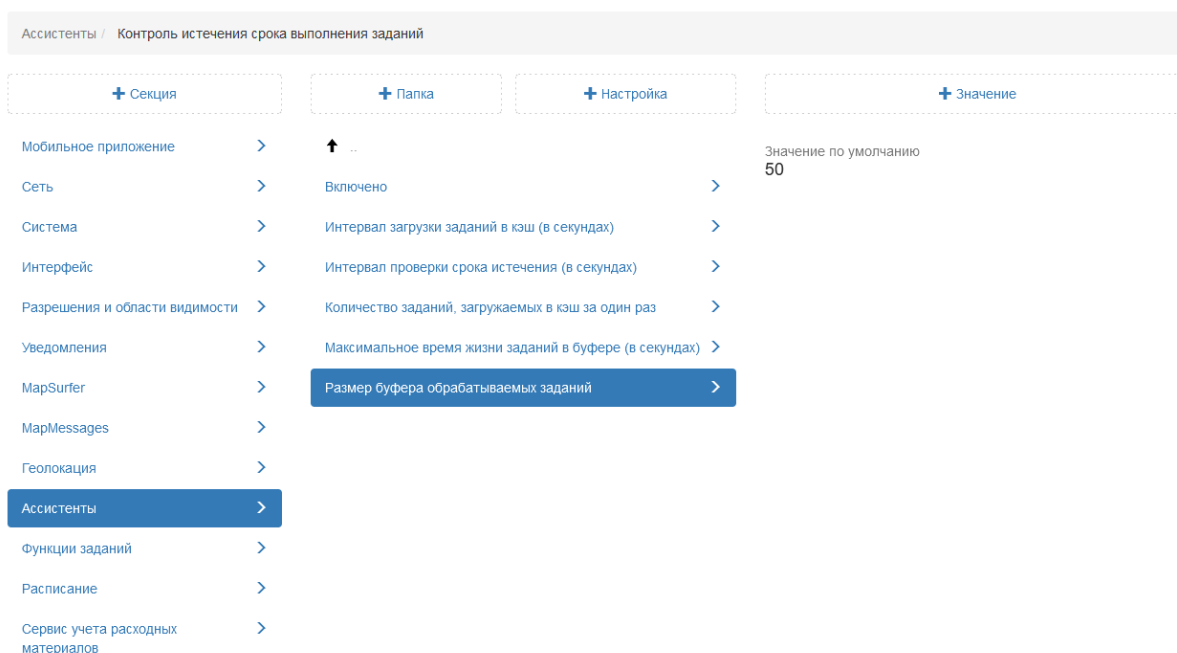 Ассистенты / Контроль истечения срока выполнения заданий
+ Секция
+ Папка
+ Настройка
+ Значение
Мобильное приложение
Сеть
Система
Интерфейс
Разрешения и области видимости
Уведомления
MapSurfer
MapMessages
Геолокация
Ассистенты
Функции заданий
Расписание
Сервис учета расходных
материалов
..
Включено
Интервал загрузки заданий в кэш (в секундах)
Интервал проверки срока истечения (в секундах)
Количество заданий, загружаемых в кэш за один раз
Максимальное время жизни заданий в буфере (в секундах)
Размер буфера обрабатываемых заданий
Значение по умолчанию
50